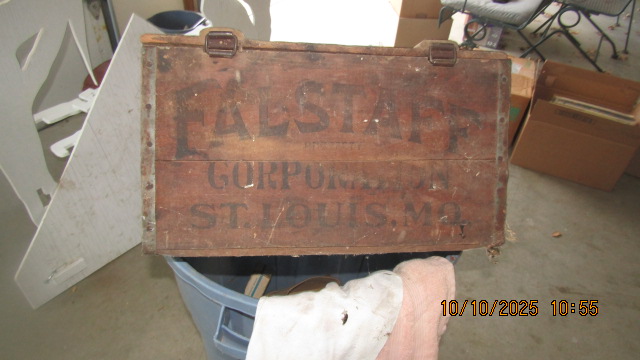 FALSTAFF
CORPORATION
ST. LOUIS, MO.
10/10/2025 10:55